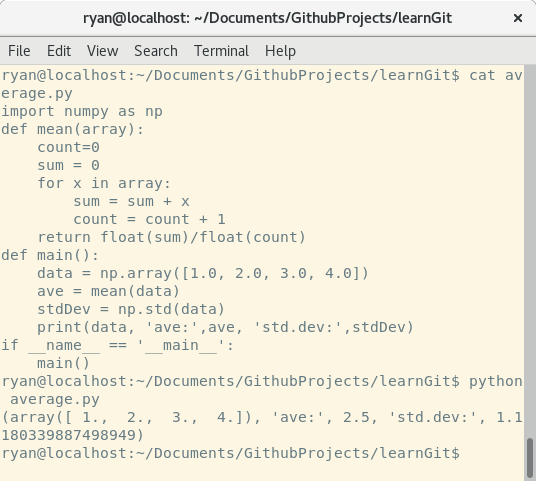 ryan@localhost: ~/Documents/GithubProjects/learnGit ×
File Edit View Search Terminal Help
ryan@localhost:~/Documents/GithubProjects/learnGit$ cat av
erage.py
import numpy as np
def mean(array):
    count=0
    sum = 0
    for x in array:
        sum = sum + x
        count = count + 1
    return float(sum)/float(count)
def main():
    data = np.array([1.0, 2.0, 3.0, 4.0])
    ave = mean(data)
    stdDev = np.std(data)
    print(data, 'ave:',ave, 'std.dev:',stdDev)
if __name__ == '__main__':
    main()
ryan@localhost:~/Documents/GithubProjects/learnGit$ python
 average.py
(array([ 1.,  2.,  3.,  4.]), 'ave:', 2.5, 'std.dev:', 1.1
180339887498949)
ryan@localhost:~/Documents/GithubProjects/learnGit$